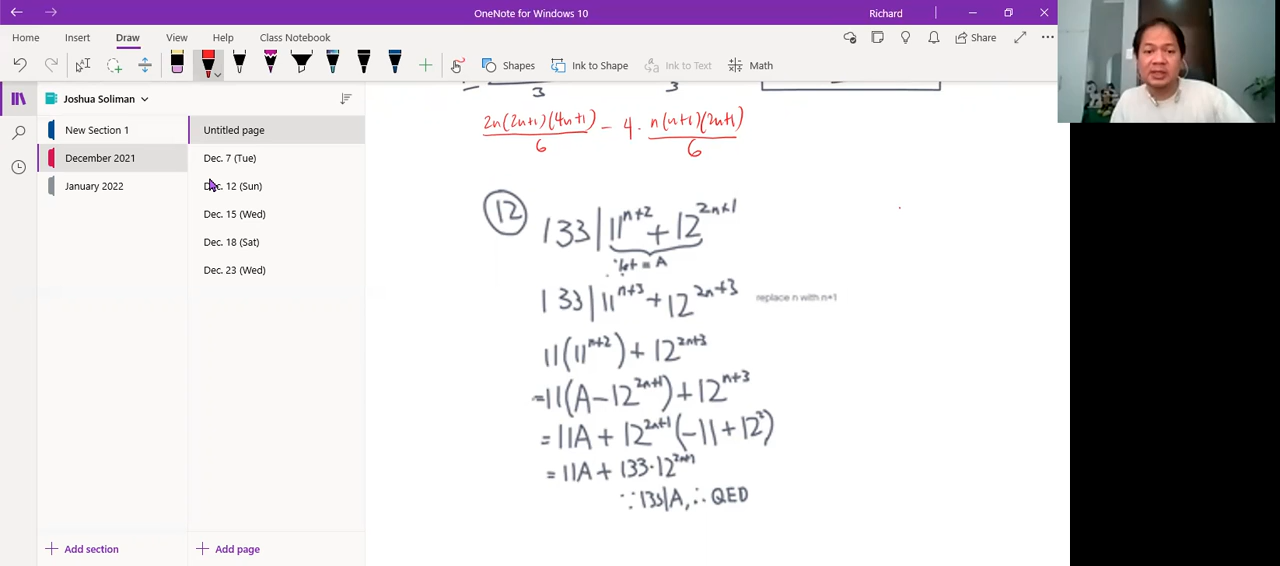 OneNote for Windows 10
Richard
Home Insert Draw View Help Class Notebook
Share
Shapes Ink to Shape Ink to Text Math
Joshua Soliman
New Section 1
December 2021
January 2022
Untitled page
Dec. 7 (Tue)
Dec. 12 (Sun)
Dec. 15 (Wed)
Dec. 18 (Sat)
Dec. 23 (Wed)
Add section
Add page
= 3 3
2n(2n+1)(4n+1)/6 − 4 · n(n+1)(2n+1)/6
12 133|11^{n+2} + 12^{2n+1}
let = A
133|11^{n+3} + 12^{2n+3} replace n with n+1
11(11^{n+2}) + 12^{2n+3}
=11(A−12^{2n+1}) + 12^{n+3}
=11A + 12^{2n+1}(−11+12^2)
=11A + 133·12^{2n+1}
∵133|A, ∴QED